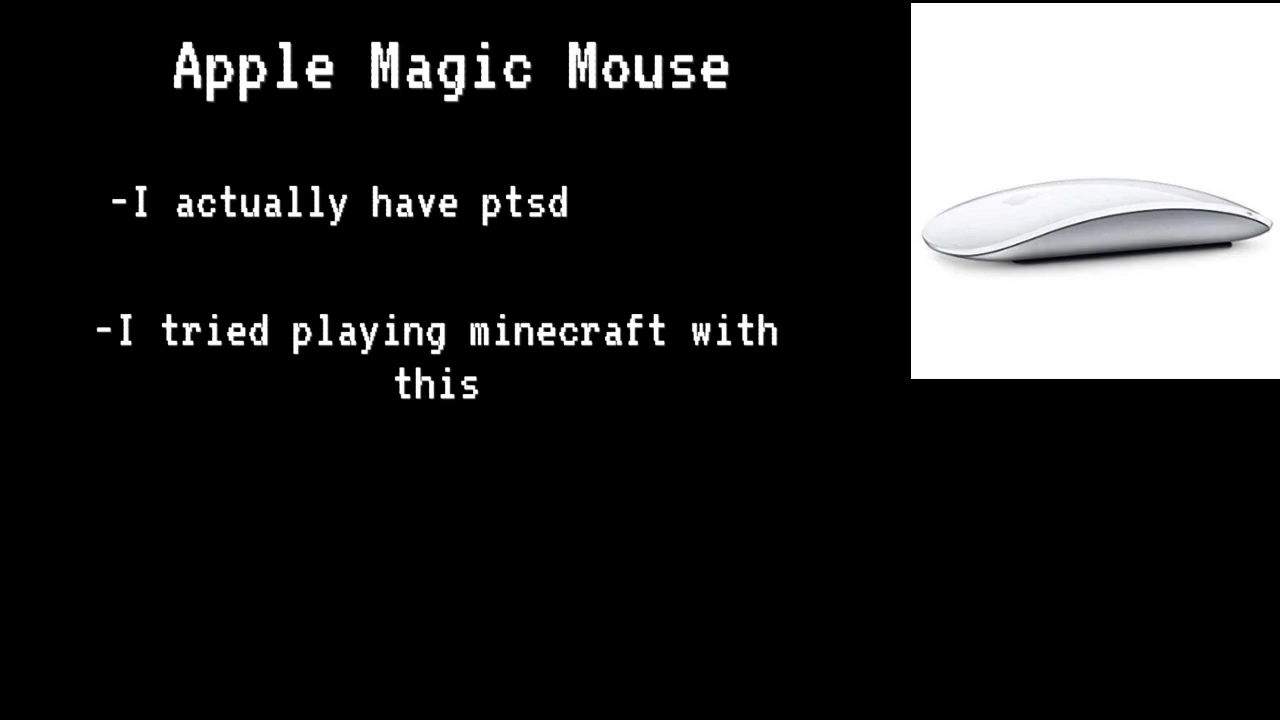 Apple Magic Mouse
-I actually have ptsd
-I tried playing minecraft with
this